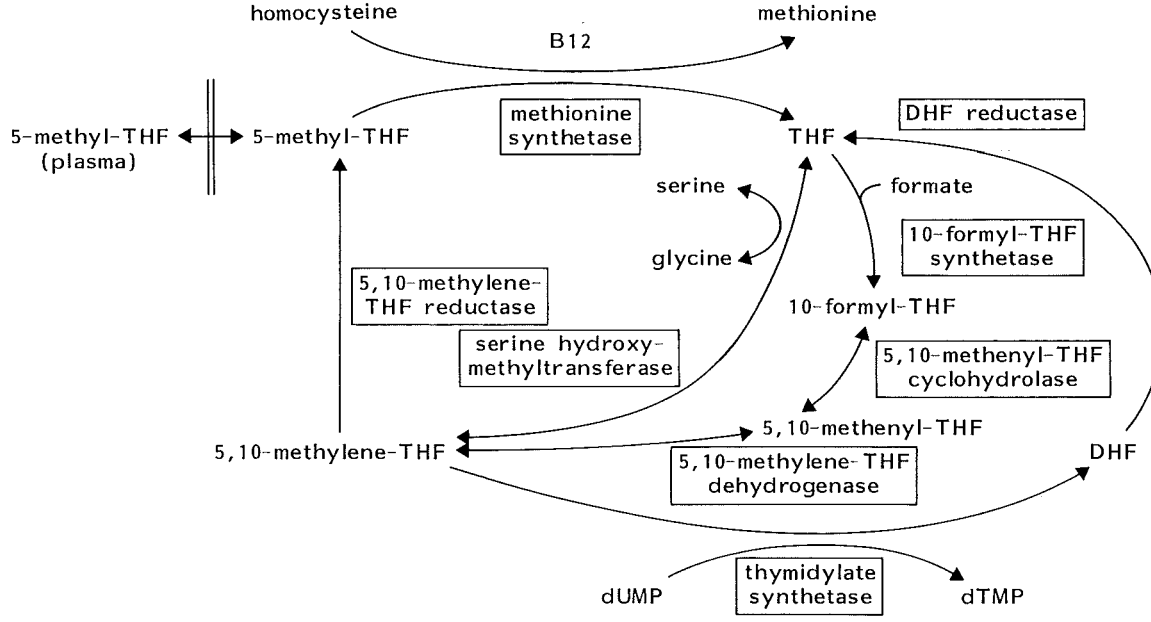 homocysteine
methionine
B12
methionine
synthetase
DHF reductase
5-methyl-THF
(plasma)
5-methyl-THF
THF
serine
formate
glycine
10-formyl-THF
synthetase
5,10-methylene-
THF reductase
10-formyl-THF
serine hydroxy-
methyltransferase
5,10-methenyl-THF
cyclohydrolase
5,10-methenyl-THF
5,10-methylene-THF
DHF
5,10-methylene-THF
dehydrogenase
thymidylate
synthetase
dUMP
dTMP